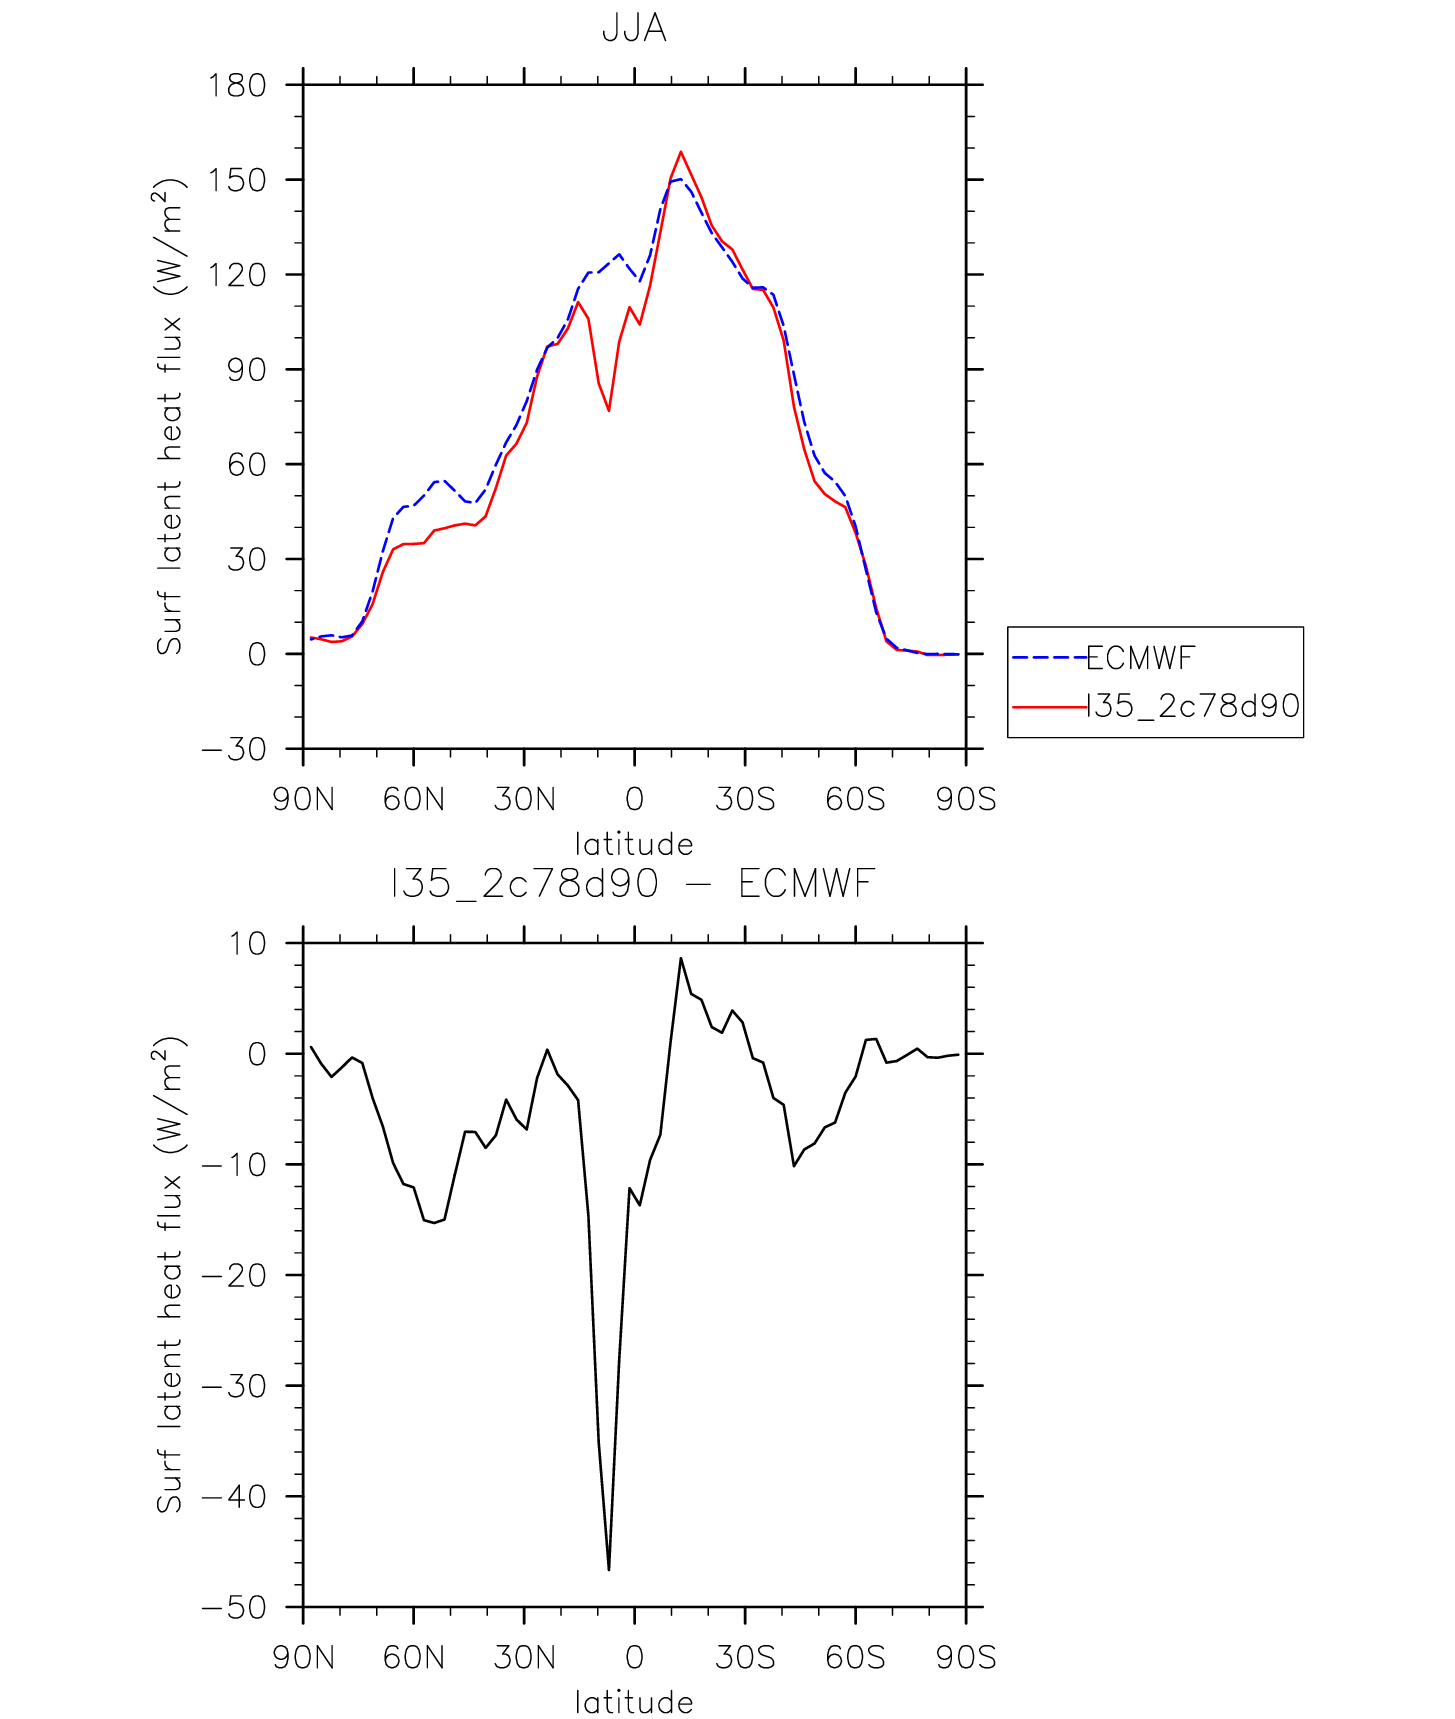 JJA
180
150
120
90
60
30
0
−30
Surf latent heat flux (W/m²)
90N 60N 30N 0 30S 60S 90S
latitude
ECMWF
I35_2c78d90
I35_2c78d90 − ECMWF
10
0
−10
−20
−30
−40
−50
Surf latent heat flux (W/m²)
90N 60N 30N 0 30S 60S 90S
latitude